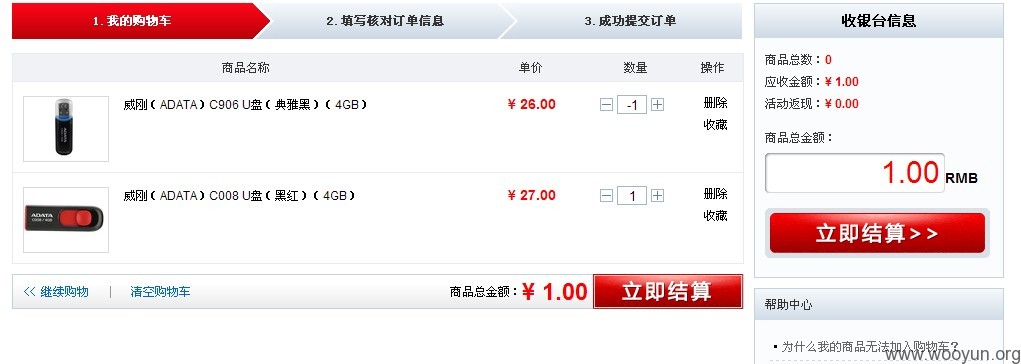 1. 我的购物车
2. 填写核对订单信息
3. 成功提交订单
商品名称 单价 数量 操作
威刚（ADATA）C906 U盘（典雅黑）（4GB） ¥ 26.00 -1 删除
收藏
ADATA
威刚（ADATA）C008 U盘（黑红）（4GB） ¥ 27.00 1 删除
收藏
ADATA
C008 / 4GB
<< 继续购物 | 清空购物车 商品总金额：¥ 1.00 立即结算
收银台信息
商品总数：0
应收金额：¥ 1.00
活动返现：¥ 0.00
商品总金额：
1.00 RMB
立即结算>>
帮助中心
为什么我的商品无法加入购物车？
www.wooyun.org